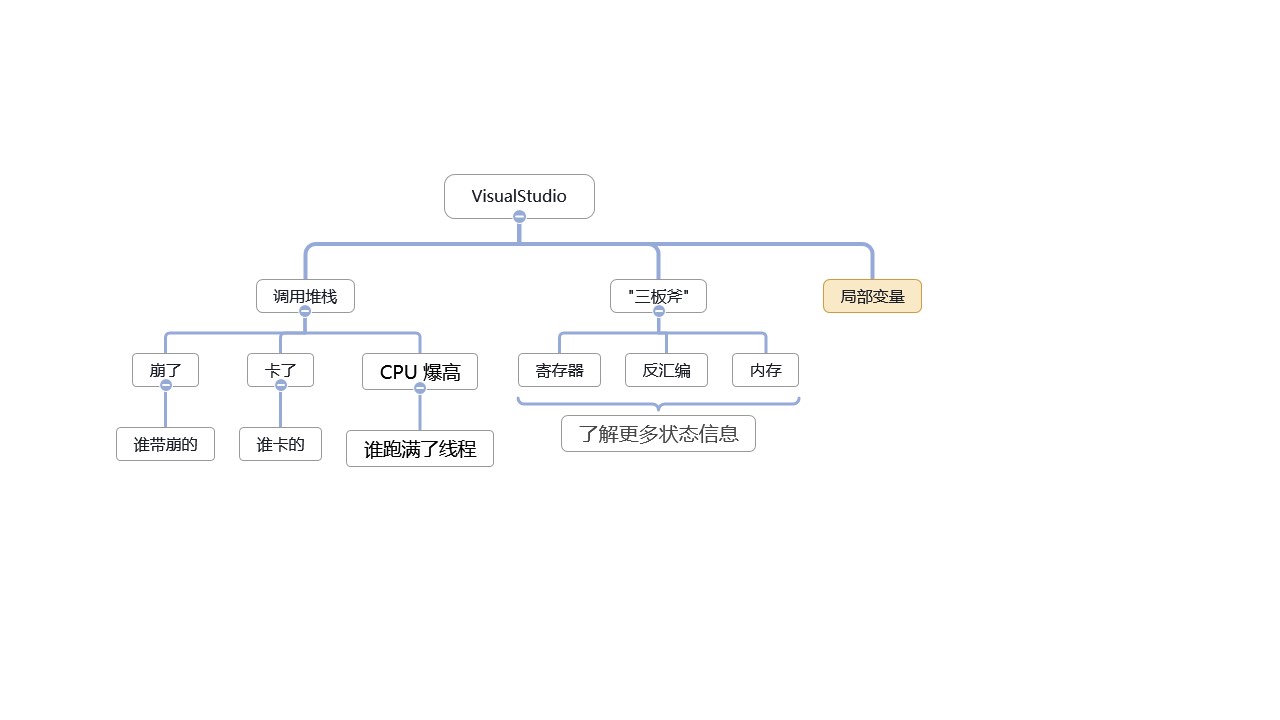 VisualStudio
调用堆栈
"三板斧"
局部变量
崩了
卡了
CPU 爆高
寄存器
反汇编
内存
谁带崩的
谁卡的
谁跑满了线程
了解更多状态信息